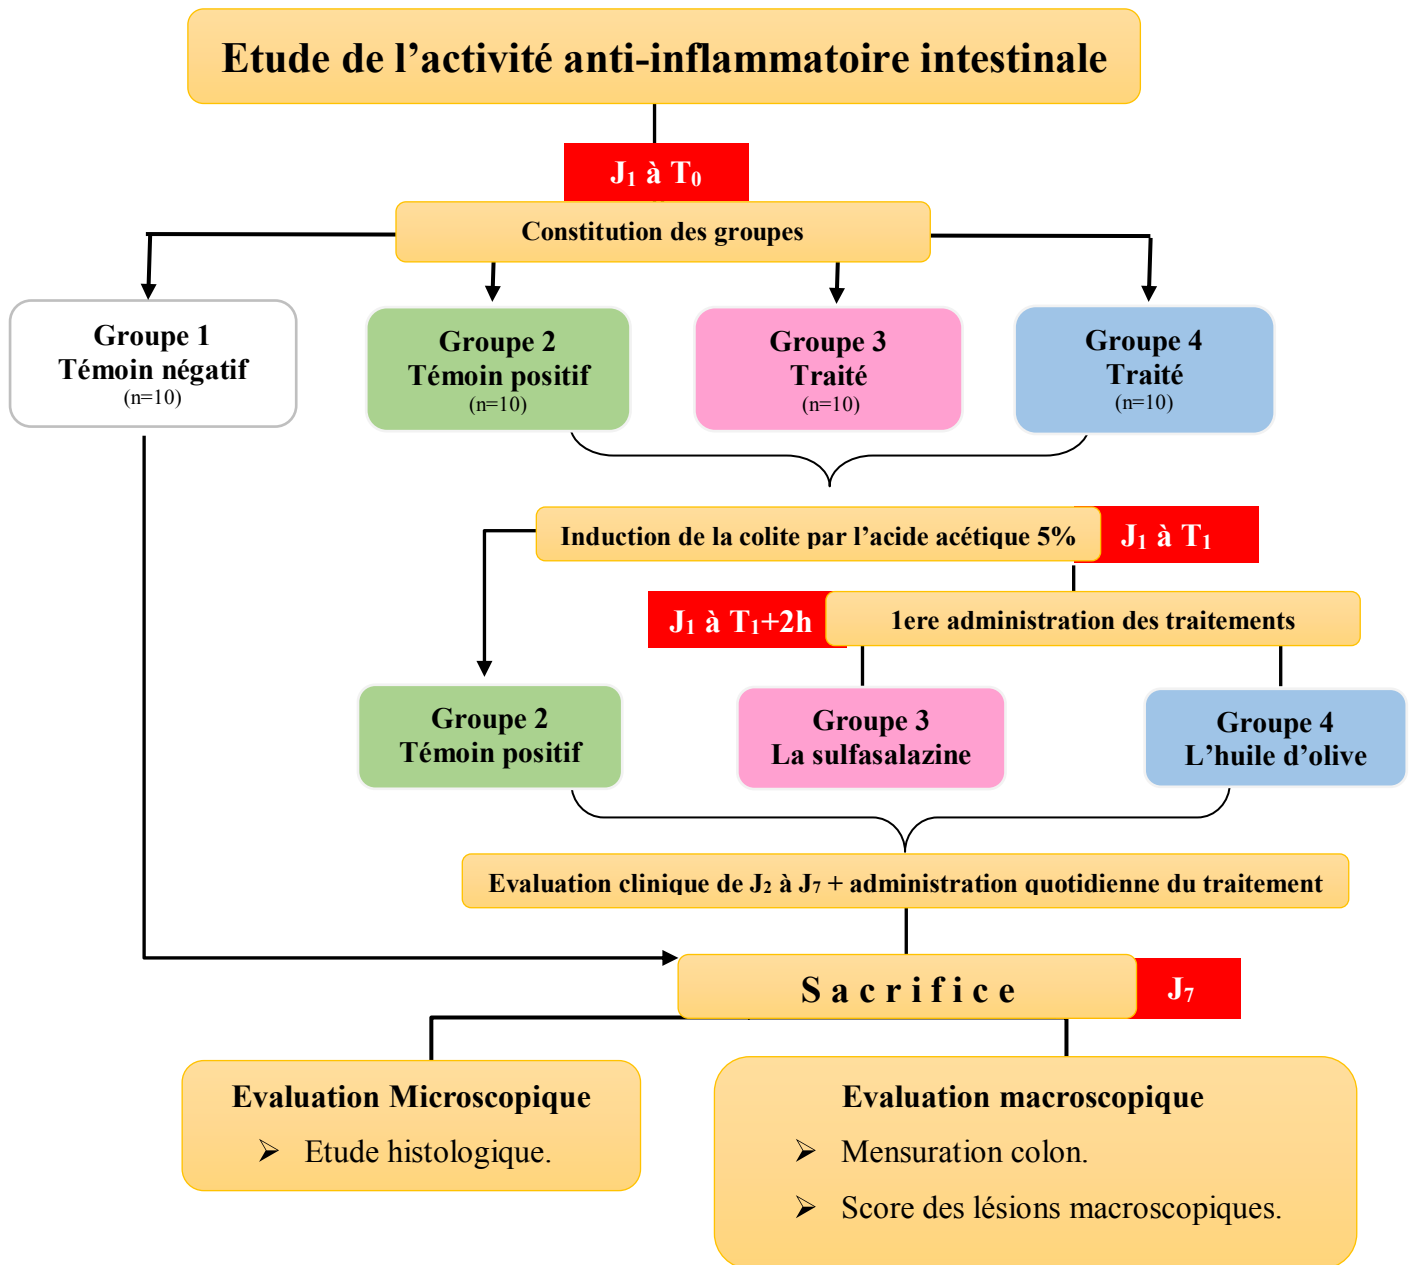 Etude de l’activité anti-inflammatoire intestinale
J₁ à T₀
Constitution des groupes
Groupe 1
Témoin négatif
(n=10)
Groupe 2
Témoin positif
(n=10)
Groupe 3
Traité
(n=10)
Groupe 4
Traité
(n=10)
Induction de la colite par l’acide acétique 5%
J₁ à T₁
J₁ à T₁+2h
1ere administration des traitements
Groupe 2
Témoin positif
Groupe 3
La sulfasalazine
Groupe 4
L’huile d’olive
Evaluation clinique de J₂ à J₇ + administration quotidienne du traitement
S a c r i f i c e
J₇
Evaluation Microscopique
➢ Etude histologique.
Evaluation macroscopique
➢ Mensuration colon.
➢ Score des lésions macroscopiques.